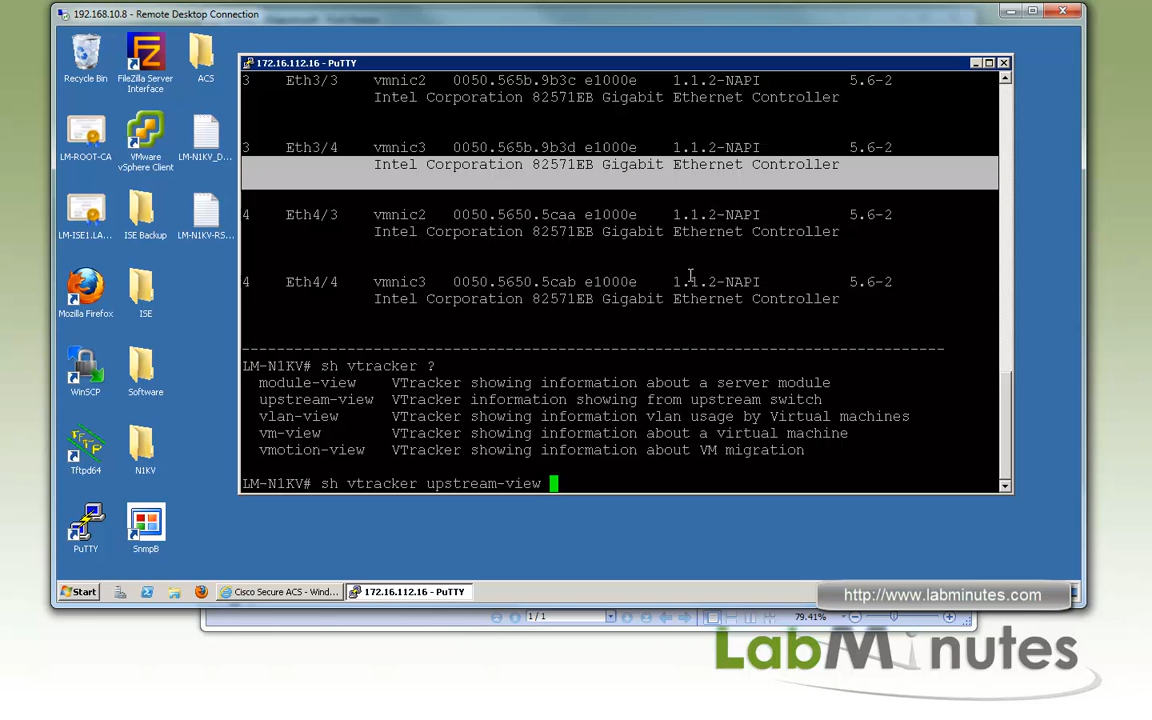 192.168.10.8 - Remote Desktop Connection
Recycle Bin
FileZilla Server Interface
ACS
LM-ROOT-CA
VMware vSphere Client
LM-N1KV_D...
LM-ISE1.LA...
ISE Backup
LM-N1KV-RS...
Mozilla Firefox
ISE
WinSCP
Software
Tftpd64
N1KV
PuTTY
SnmpB
172.16.112.16 - PuTTY
3 Eth3/3 vmnic2 0050.565b.9b3c e1000e 1.1.2-NAPI 5.6-2
Intel Corporation 82571EB Gigabit Ethernet Controller
3 Eth3/4 vmnic3 0050.565b.9b3d e1000e 1.1.2-NAPI 5.6-2
Intel Corporation 82571EB Gigabit Ethernet Controller
4 Eth4/3 vmnic2 0050.5650.5caa e1000e 1.1.2-NAPI 5.6-2
Intel Corporation 82571EB Gigabit Ethernet Controller
4 Eth4/4 vmnic3 0050.5650.5cab e1000e 1.1.2-NAPI 5.6-2
Intel Corporation 82571EB Gigabit Ethernet Controller
--------------------------------------------------------------------------------
LM-N1KV# sh vtracker ?
module-view VTracker showing information about a server module
upstream-view VTracker information showing from upstream switch
vlan-view VTracker showing information vlan usage by Virtual machines
vm-view VTracker showing information about a virtual machine
vmotion-view VTracker showing information about VM migration
LM-N1KV# sh vtracker upstream-view
Start
Cisco Secure ACS - Wind...
172.16.112.16 - PuTTY
http://www.labminutes.com
1/1
79.41%
LabMinutes